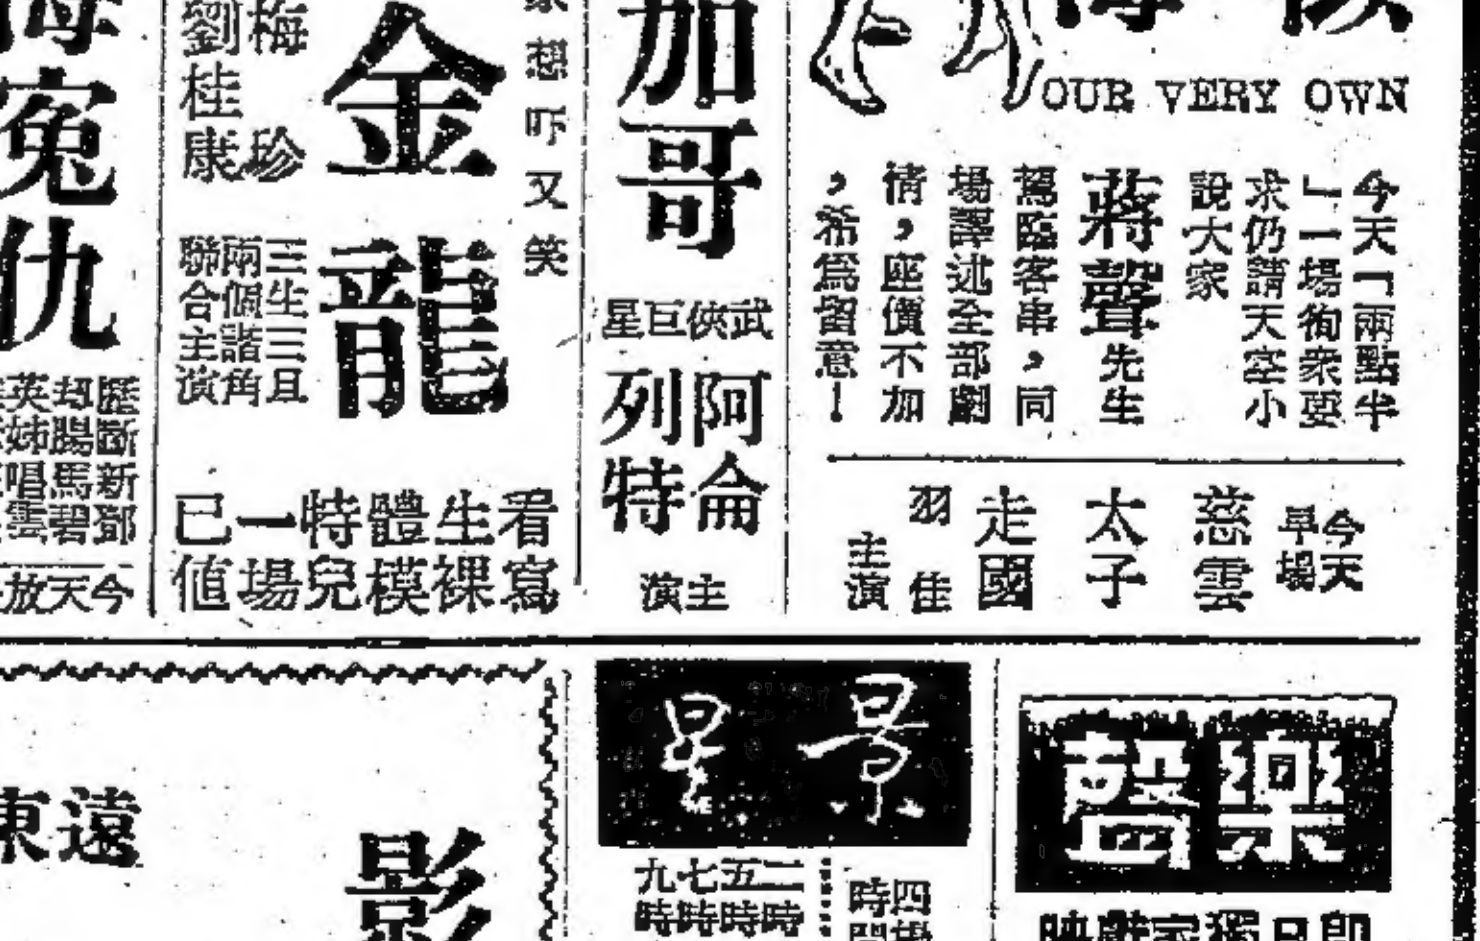 OUR VERY OWN
今天「兩點半
」一場徇衆要
求仍請天空小
說大家
蔣聲先生
駕臨客串,同
場譯述全部劇
情,座價不加
,希爲留意!
今天
早場
慈雲
太子
走國
羽佳
主演
加哥
武俠巨星
阿侖
列特
主演
想吓又笑
金龍
梅珍
劉桂康
三生三旦
兩個諧角
聯合主演
看生體特一已
寫裸模兒場值
冤仇
歷斷新鄧
刼腸馬碧
英姊唱雲
今天放
樂聲
即日獨家獻映
景星
四場
時間
二五七九
時時時時
遠東
影